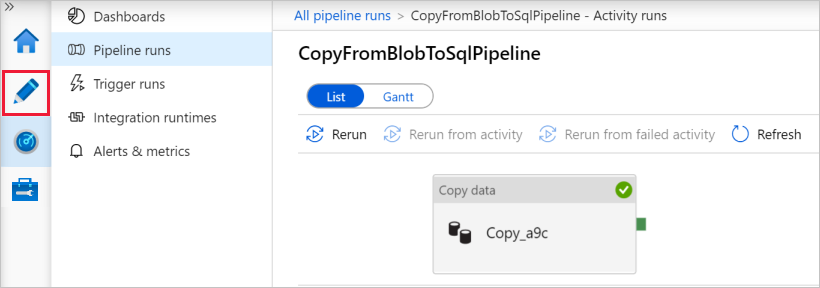 »
Dashboards
Pipeline runs
Trigger runs
Integration runtimes
Alerts & metrics
All pipeline runs > CopyFromBlobToSqlPipeline - Activity runs
CopyFromBlobToSqlPipeline
List Gantt
Rerun Rerun from activity Rerun from failed activity Refresh
Copy data
Copy_a9c